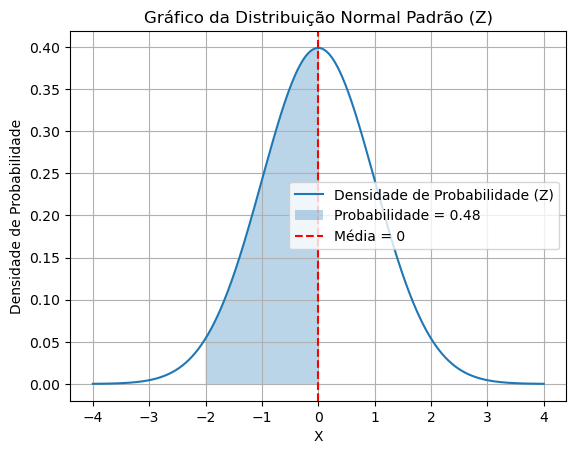 Gráfico da Distribuição Normal Padrão (Z)
Densidade de Probabilidade
0.40
0.35
0.30
0.25
0.20
0.15
0.10
0.05
0.00
Densidade de Probabilidade (Z)
Probabilidade = 0.48
Média = 0
−4 −3 −2 −1 0 1 2 3 4
X